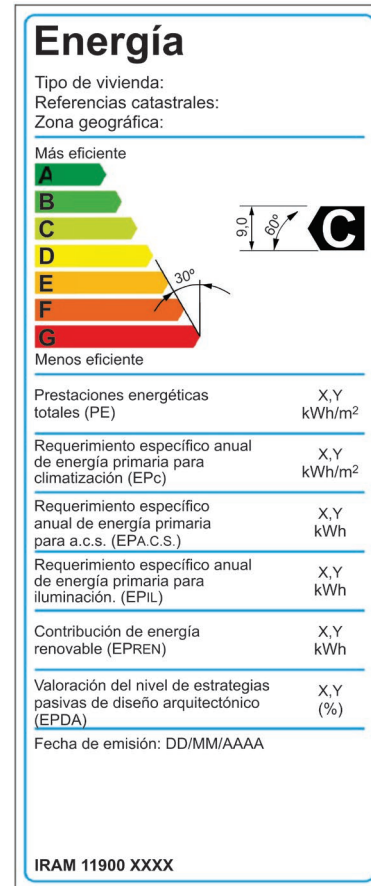 Energía
Tipo de vivienda:
Referencias catastrales:
Zona geográfica:
Más eficiente
A
B
C
D
E
F
G
30º
9,0
60º
C
Menos eficiente
Prestaciones energéticas
totales (PE)
X,Y
kWh/m²
Requerimiento específico anual
de energía primaria para
climatización (EPc)
X,Y
kWh/m²
Requerimiento específico
anual de energía primaria
para a.c.s. (EPA.C.S.)
X,Y
kWh
Requerimiento específico anual
de energía primaria para
iluminación. (EPIL)
X,Y
kWh
Contribución de energía
renovable (EPREN)
X,Y
kWh
Valoración del nivel de estrategias
pasivas de diseño arquitectónico
(EPDA)
X,Y
(%)
Fecha de emisión: DD/MM/AAAA
IRAM 11900 XXXX